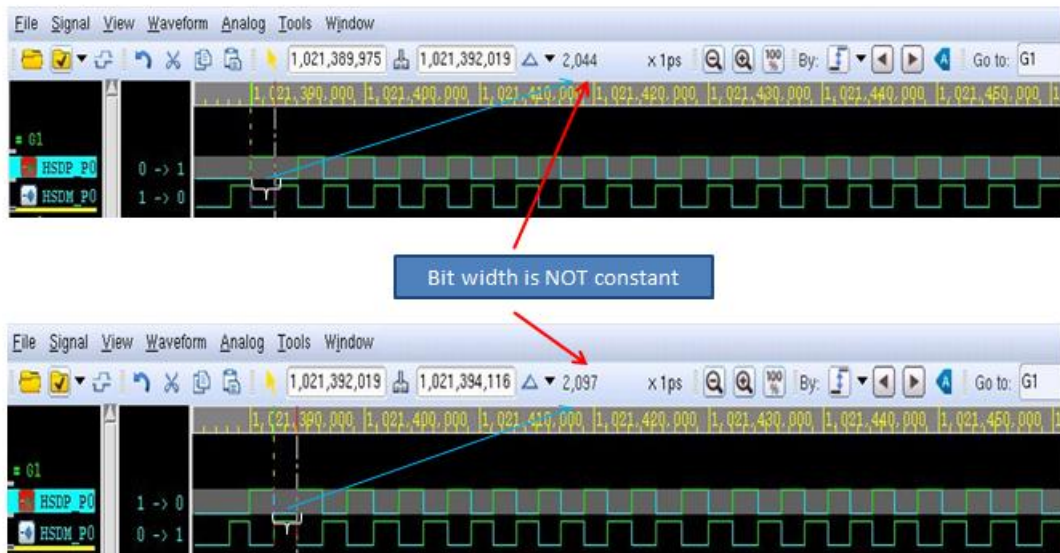 File Signal View Waveform Analog Tools Window
1,021,389,975 1,021,392,019 2,044 x 1ps 100 % By: Go to: G1
1,021,390,000 1,021,400,000 1,021,410,000 1,021,420,000 1,021,430,000 1,021,440,000 1,021,450,000
= G1
HSDP_P0 0 -> 1
HSDM_P0 1 -> 0
Bit width is NOT constant
File Signal View Waveform Analog Tools Window
1,021,392,019 1,021,394,116 2,097 x 1ps 100 % By: Go to: G1
1,021,390,000 1,021,400,000 1,021,410,000 1,021,420,000 1,021,430,000 1,021,440,000 1,021,450,000
= G1
HSDP_P0 1 -> 0
HSDM_P0 0 -> 1